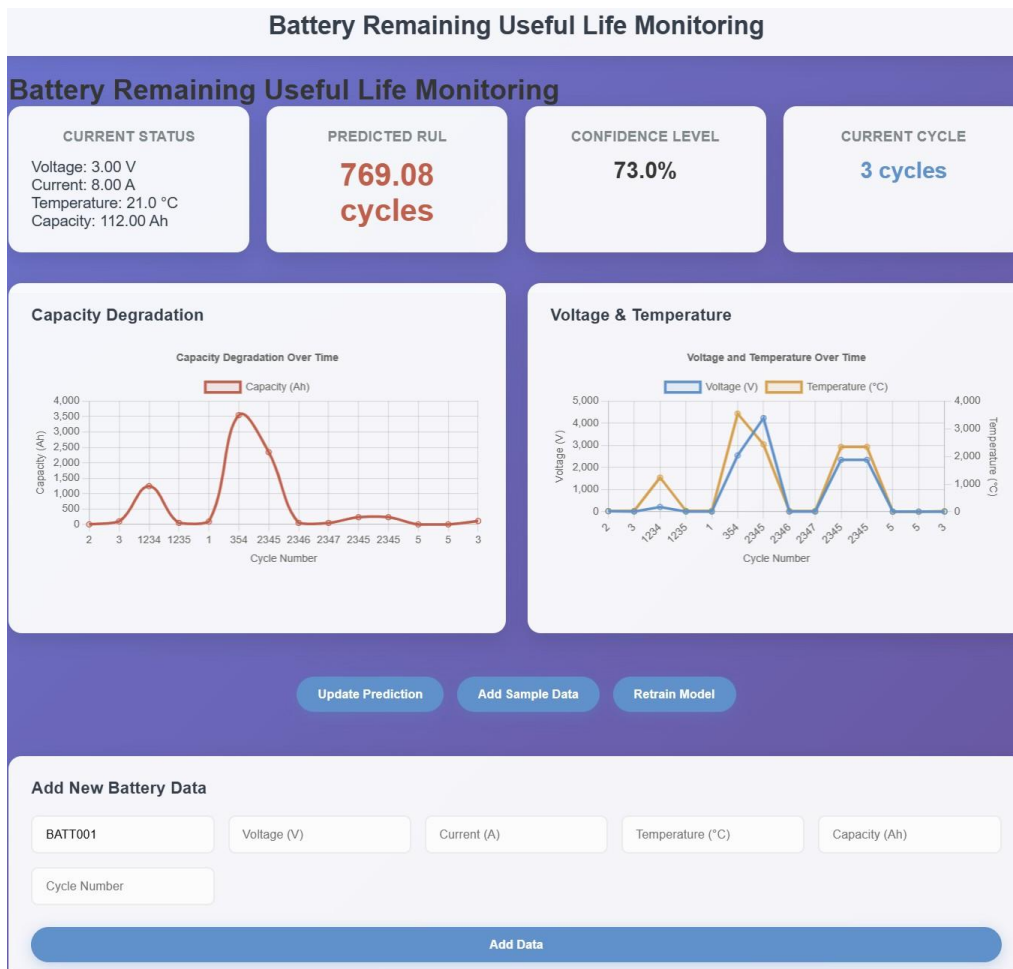 Battery Remaining Useful Life Monitoring
Battery Remaining Useful Life Monitoring
CURRENT STATUS
Voltage: 3.00 V
Current: 8.00 A
Temperature: 21.0 °C
Capacity: 112.00 Ah
PREDICTED RUL
769.08
cycles
CONFIDENCE LEVEL
73.0%
CURRENT CYCLE
3 cycles
Capacity Degradation
Capacity Degradation Over Time
Capacity (Ah)
4,000
3,500
3,000
2,500
2,000
1,500
1,000
500
0
Capacity (Ah)
2 3 1234 1235 1 354 2345 2346 2347 2345 2345 5 5 3
Cycle Number
Voltage & Temperature
Voltage and Temperature Over Time
Voltage (V) Temperature (°C)
5,000
4,000
3,000
2,000
1,000
0
Voltage (V)
4,000
3,000
2,000
1,000
0
Temperature (°C)
2 3 1234 1235 1 354 2345 2346 2347 2345 2345 5 5 3
Cycle Number
Update Prediction Add Sample Data Retrain Model
Add New Battery Data
BATT001 Voltage (V) Current (A) Temperature (°C) Capacity (Ah)
Cycle Number
Add Data